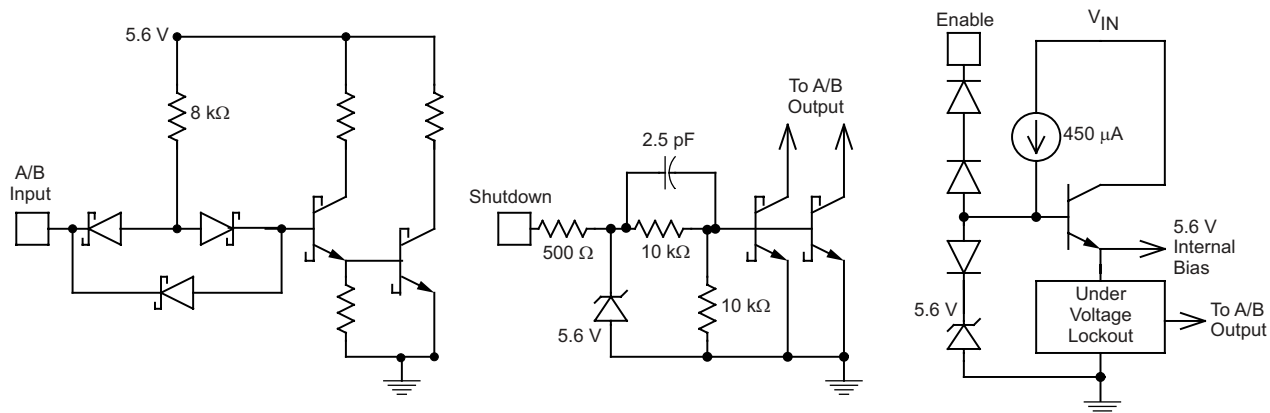 5.6 V
8 kΩ
A/B
Input
Shutdown
500 Ω
2.5 pF
10 kΩ
5.6 V
10 kΩ
To A/B
Output
Enable
V_IN
450 μA
5.6 V
Internal
Bias
5.6 V
Under
Voltage
Lockout
To A/B
Output